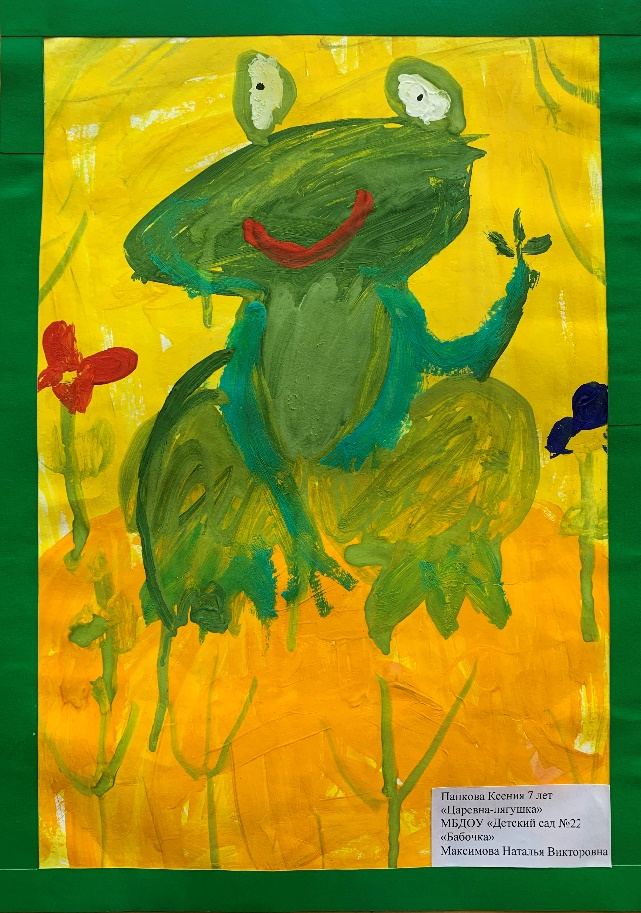 Папкова Ксения 7 лет
«Царевна-лягушка»
МБДОУ «Детский сад №22
«Бабочка»
Максимова Наталья Викторовна